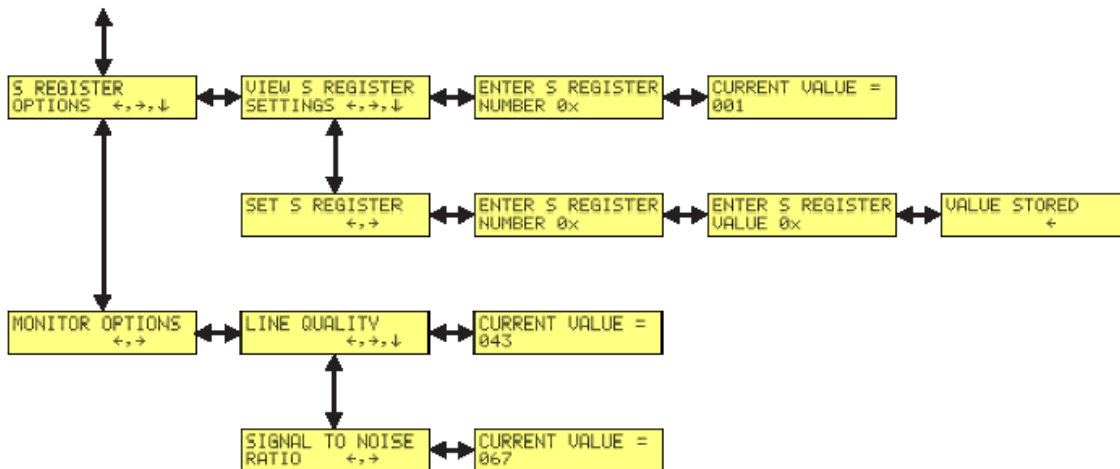 S REGISTER
OPTIONS ←,→,↓
VIEW S REGISTER
SETTINGS ←,→,↓
ENTER S REGISTER
NUMBER 0x
CURRENT VALUE =
001
SET S REGISTER
←,→
ENTER S REGISTER
NUMBER 0x
ENTER S REGISTER
VALUE 0x
VALUE STORED
←
MONITOR OPTIONS
←,→
LINE QUALITY
←,→,↓
CURRENT VALUE =
043
SIGNAL TO NOISE
RATIO ←,→
CURRENT VALUE =
067